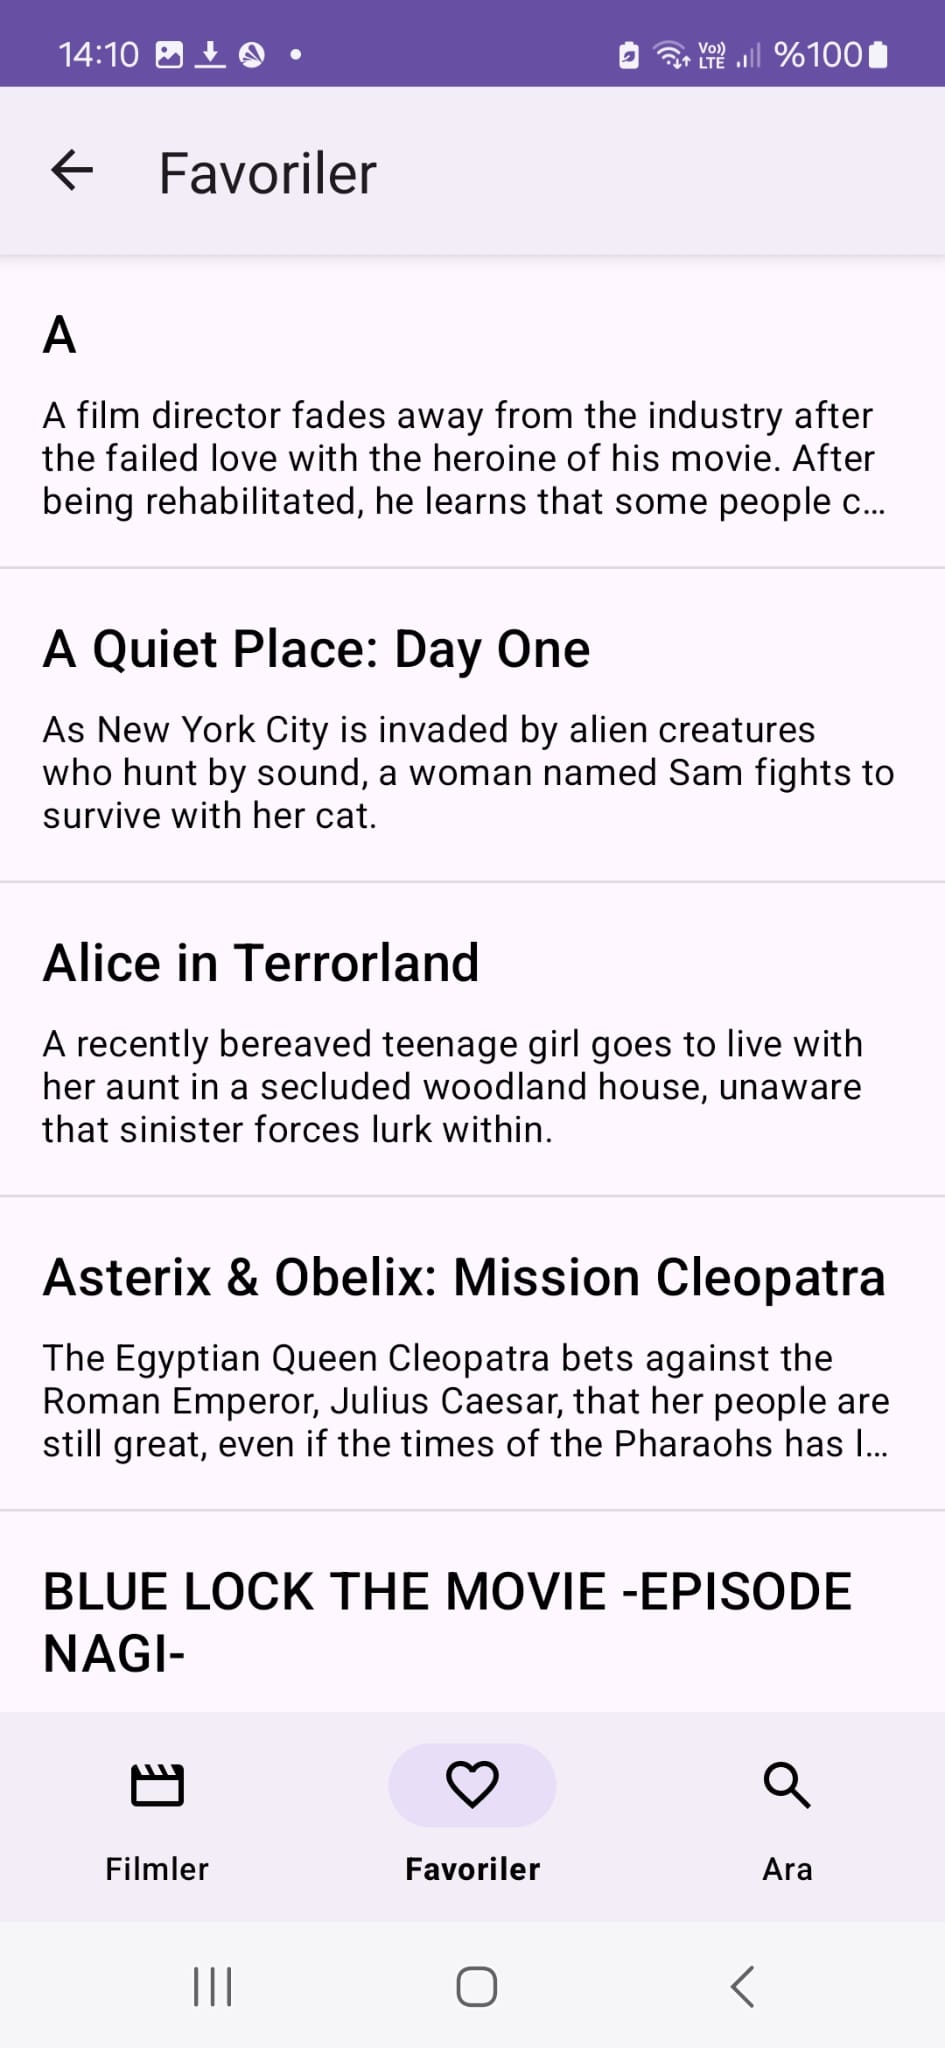 14:10
Vo))
LTE
%100
Favoriler
A
A film director fades away from the industry after
the failed love with the heroine of his movie. After
being rehabilitated, he learns that some people c...
A Quiet Place: Day One
As New York City is invaded by alien creatures
who hunt by sound, a woman named Sam fights to
survive with her cat.
Alice in Terrorland
A recently bereaved teenage girl goes to live with
her aunt in a secluded woodland house, unaware
that sinister forces lurk within.
Asterix & Obelix: Mission Cleopatra
The Egyptian Queen Cleopatra bets against the
Roman Emperor, Julius Caesar, that her people are
still great, even if the times of the Pharaohs has l...
BLUE LOCK THE MOVIE -EPISODE
NAGI-
Filmler
Favoriler
Ara